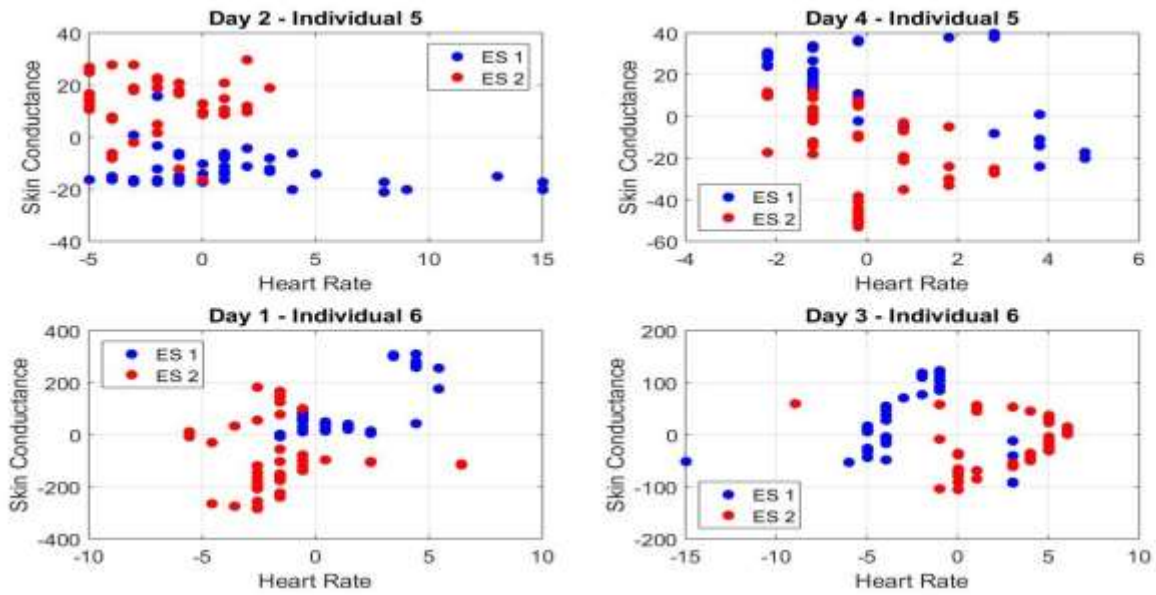 Day 2 - Individual 5
40
20
0
-20
-40
Skin Conductance
ES 1
ES 2
-5
0
5
10
15
Heart Rate
Day 4 - Individual 5
40
20
0
-20
-40
-60
Skin Conductance
ES 1
ES 2
-4
-2
0
2
4
6
Heart Rate
Day 1 - Individual 6
400
200
0
-200
-400
Skin Conductance
ES 1
ES 2
-10
-5
0
5
10
Heart Rate
Day 3 - Individual 6
200
100
0
-100
-200
Skin Conductance
ES 1
ES 2
-15
-10
-5
0
5
10
Heart Rate